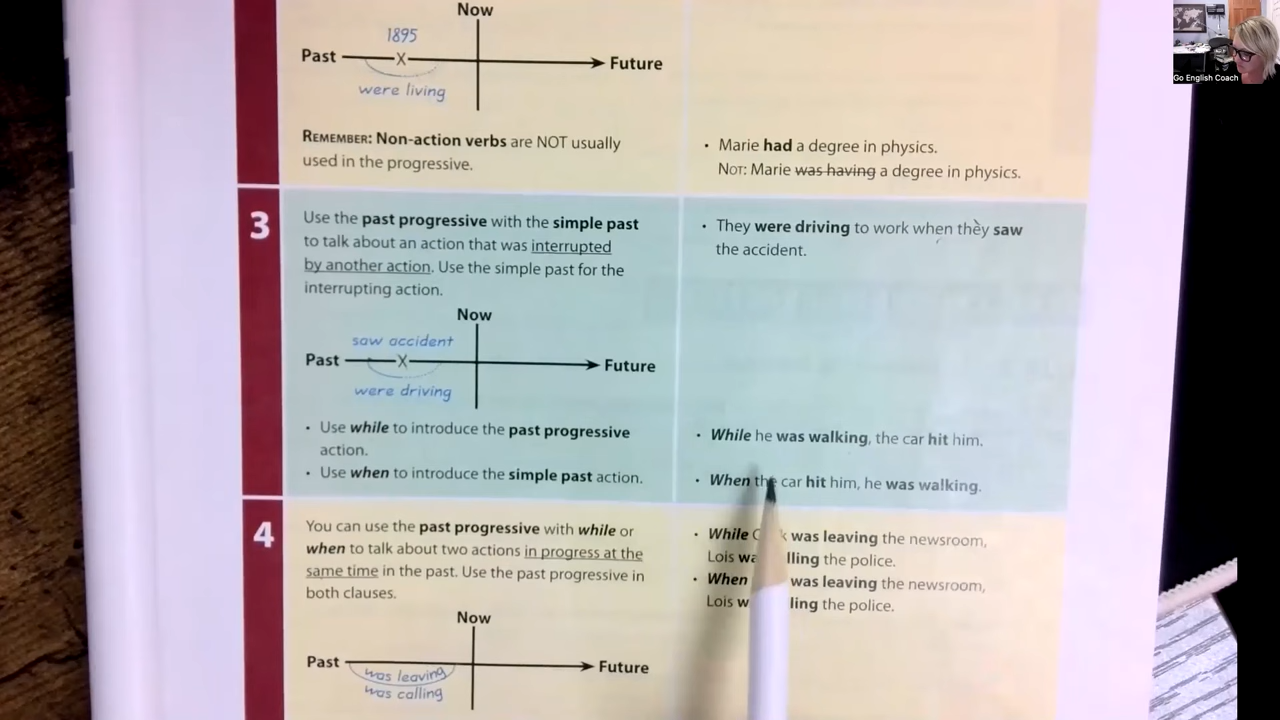 Now
1895
Past X Future
were living
REMEMBER: Non-action verbs are NOT usually
used in the progressive.
• Marie had a degree in physics.
NOT: Marie was having a degree in physics.
3
Use the past progressive with the simple past
to talk about an action that was interrupted
by another action. Use the simple past for the
interrupting action.
• They were driving to work when they saw
the accident.
Now
saw accident
Past X Future
were driving
• Use while to introduce the past progressive
action.
• Use when to introduce the simple past action.
• While he was walking, the car hit him.
• When the car hit him, he was walking.
4
You can use the past progressive with while or
when to talk about two actions in progress at the
same time in the past. Use the past progressive in
both clauses.
• While was leaving the newsroom,
Lois the police.
• When was leaving the newsroom,
Lois the police.
Now
Past Future
was leaving
was calling
Go English Coach